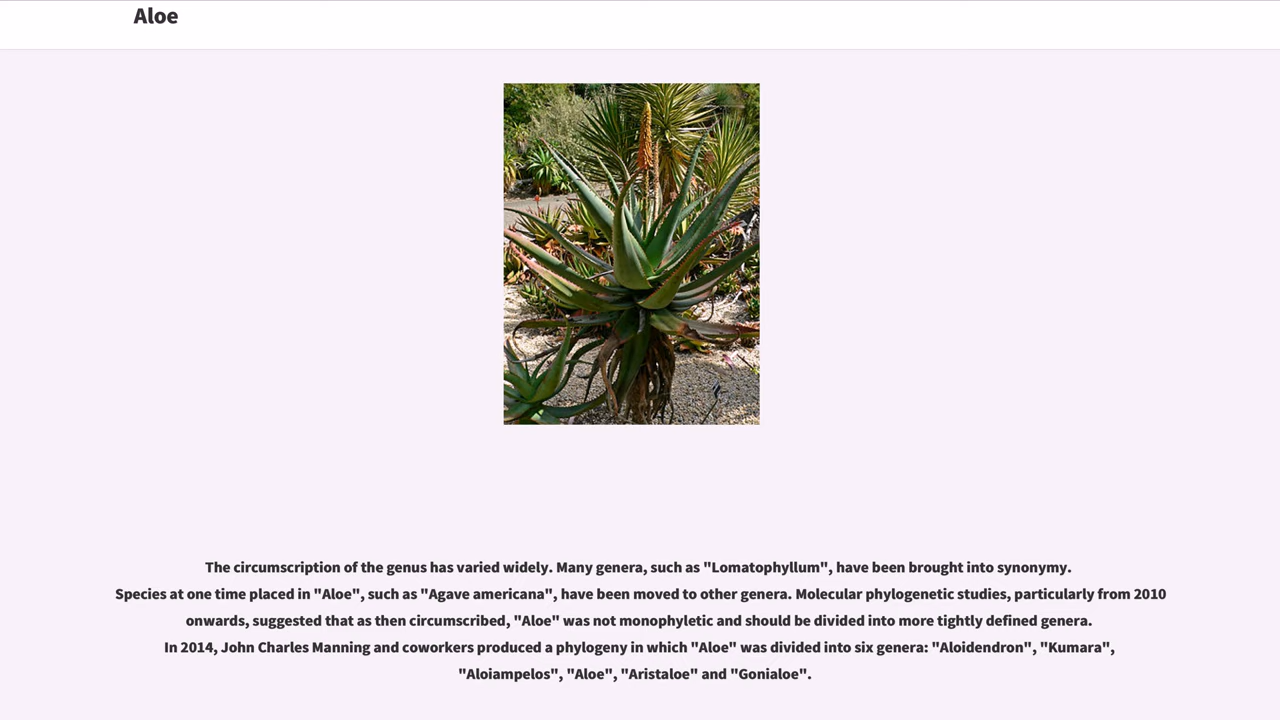 Aloe
The circumscription of the genus has varied widely. Many genera, such as "Lomatophyllum", have been brought into synonymy.
Species at one time placed in "Aloe", such as "Agave americana", have been moved to other genera. Molecular phylogenetic studies, particularly from 2010
onwards, suggested that as then circumscribed, "Aloe" was not monophyletic and should be divided into more tightly defined genera.
In 2014, John Charles Manning and coworkers produced a phylogeny in which "Aloe" was divided into six genera: "Aloidendron", "Kumara",
"Aloiampelos", "Aloe", "Aristaloe" and "Gonialoe".